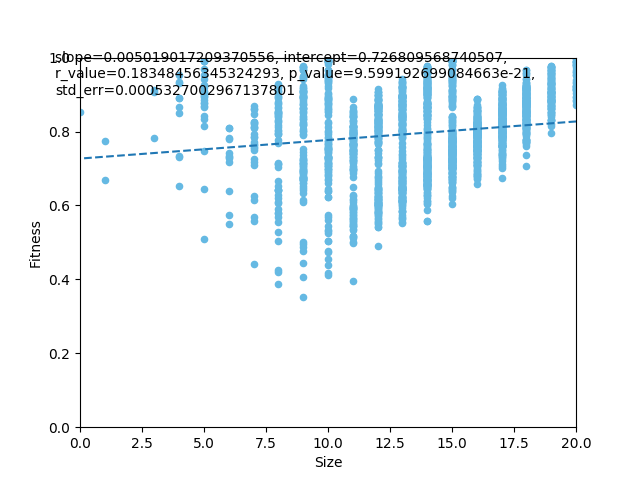 slope=0.005019017209370556, intercept=0.726809568740507,
r_value=0.18348456345324293, p_value=9.599192699084663e-21,
std_err=0.0005327002967137801
1.0
0.8
0.6
0.4
0.2
0.0
Fitness
0.0 2.5 5.0 7.5 10.0 12.5 15.0 17.5 20.0
Size